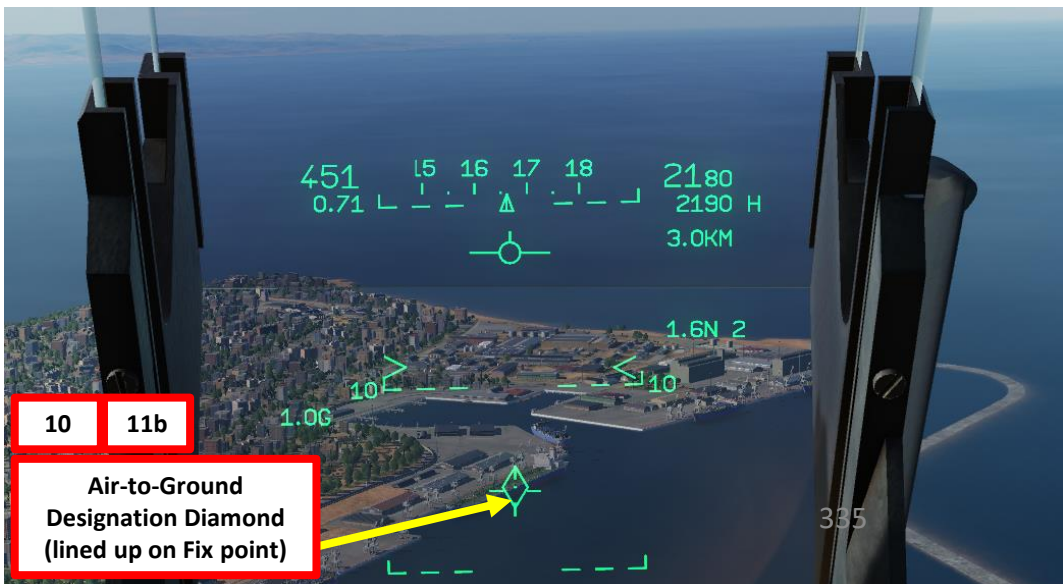 15 16 17 18
451 2180
0.71 2190 H
3.0KM
1.6N 2
10 10
1.0G
10 11b
Air-to-Ground
Designation Diamond
(lined up on Fix point)
335